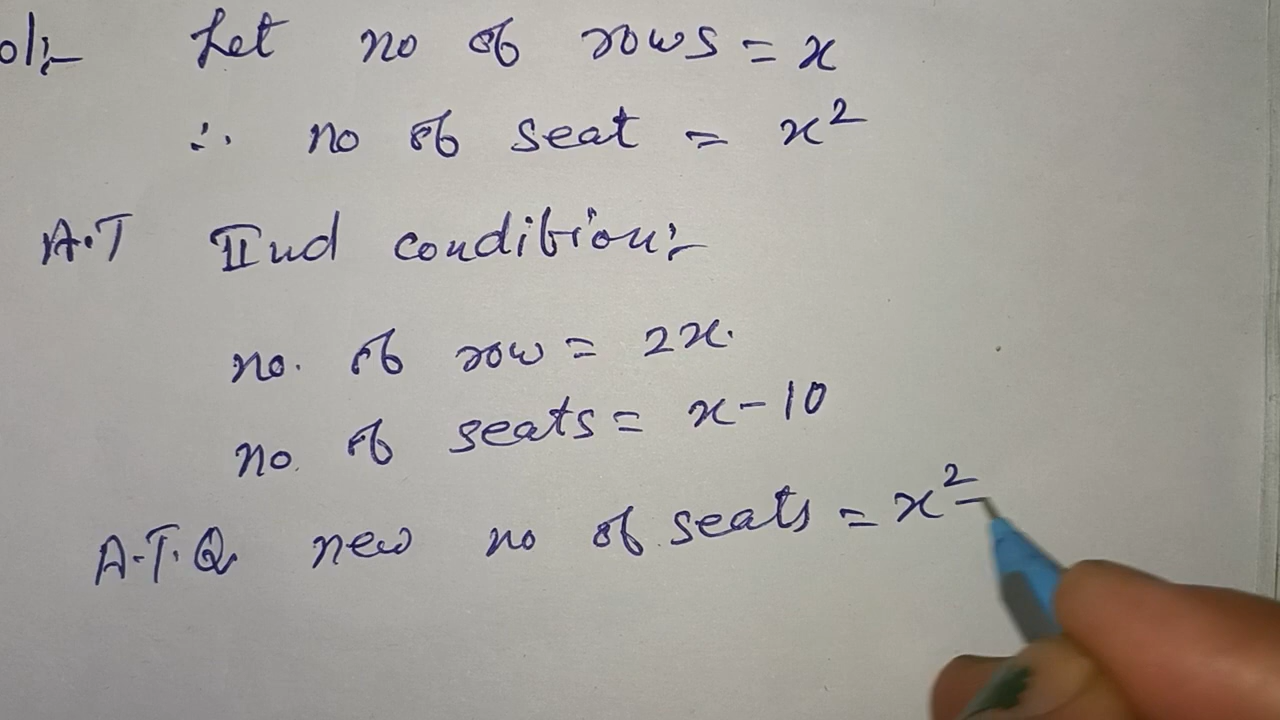 ol:- Let no of rows = x
∴ no of seat = x²
A.T IInd condition:-
no. of row = 2x.
no. of seats = x - 10
A.T.Q. new no of seats = x² -